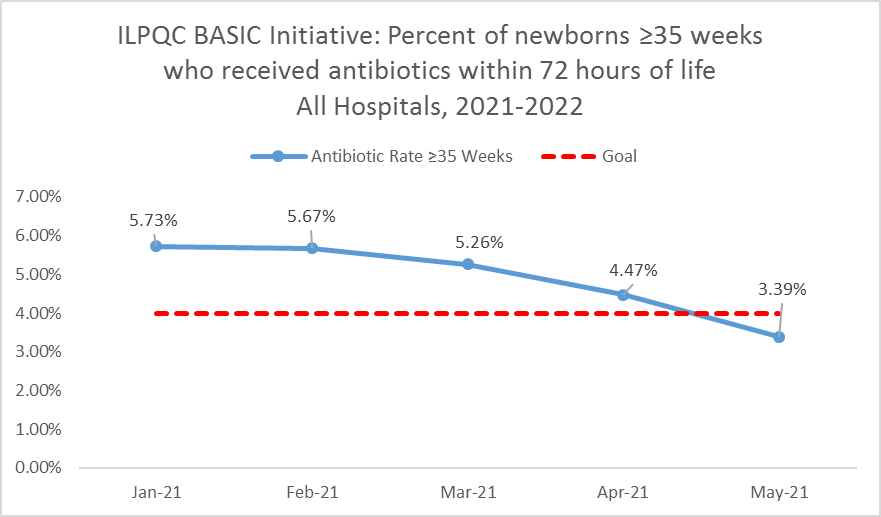 ILPQC BASIC Initiative: Percent of newborns ≥35 weeks
who received antibiotics within 72 hours of life
All Hospitals, 2021-2022
Antibiotic Rate ≥35 Weeks
Goal
7.00%
6.00%
5.00%
4.00%
3.00%
2.00%
1.00%
0.00%
5.73%
5.67%
5.26%
4.47%
3.39%
Jan-21
Feb-21
Mar-21
Apr-21
May-21